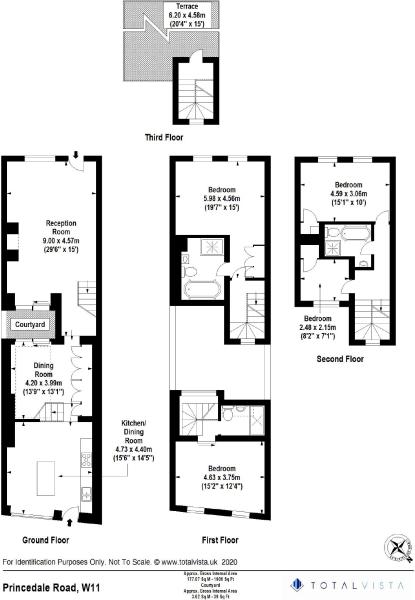 Terrace
6.20 x 4.58m
(20'4" x 15')
Third Floor
Reception
Room
9.00 x 4.57m
(29'6" x 15')
Courtyard
Dining
Room
4.20 x 3.99m
(13'9" x 13'1")
Kitchen/
Dining
Room
4.73 x 4.40m
(15'6" x 14'5")
Ground Floor
Bedroom
5.98 x 4.56m
(19'7" x 15')
Bedroom
4.63 x 3.75m
(15'2" x 12'4")
First Floor
Bedroom
4.59 x 3.06m
(15'1" x 10')
Bedroom
2.48 x 2.15m
(8'2" x 7'1")
Second Floor
For Identification Purposes Only. Not To Scale. © www.totalvista.uk 2020
Princedale Road, W11
Approx. Gross Internal Area
177.07 Sq M - 1906 Sq Ft
Courtyard
Approx. Gross Internal Area
3.62 Sq M - 39 Sq Ft
TOTALVISTA